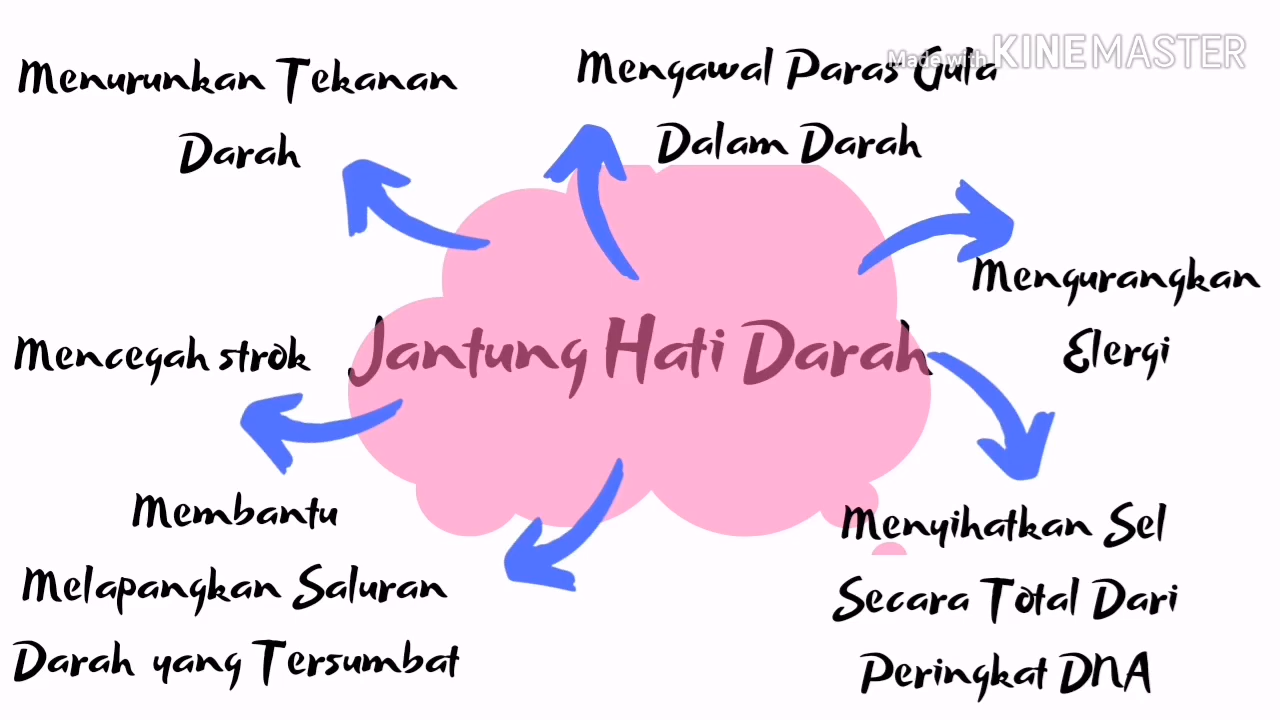 Menurunkan Tekanan
Darah
Mengawal Paras Gula
Dalam Darah
Made with KINEMASTER
Mengurangkan
Elergi
Mencegah strok
Jantung Hati Darah
Membantu
Melapangkan Saluran
Darah yang Tersumbat
Menyihatkan Sel
Secara Total Dari
Peringkat DNA